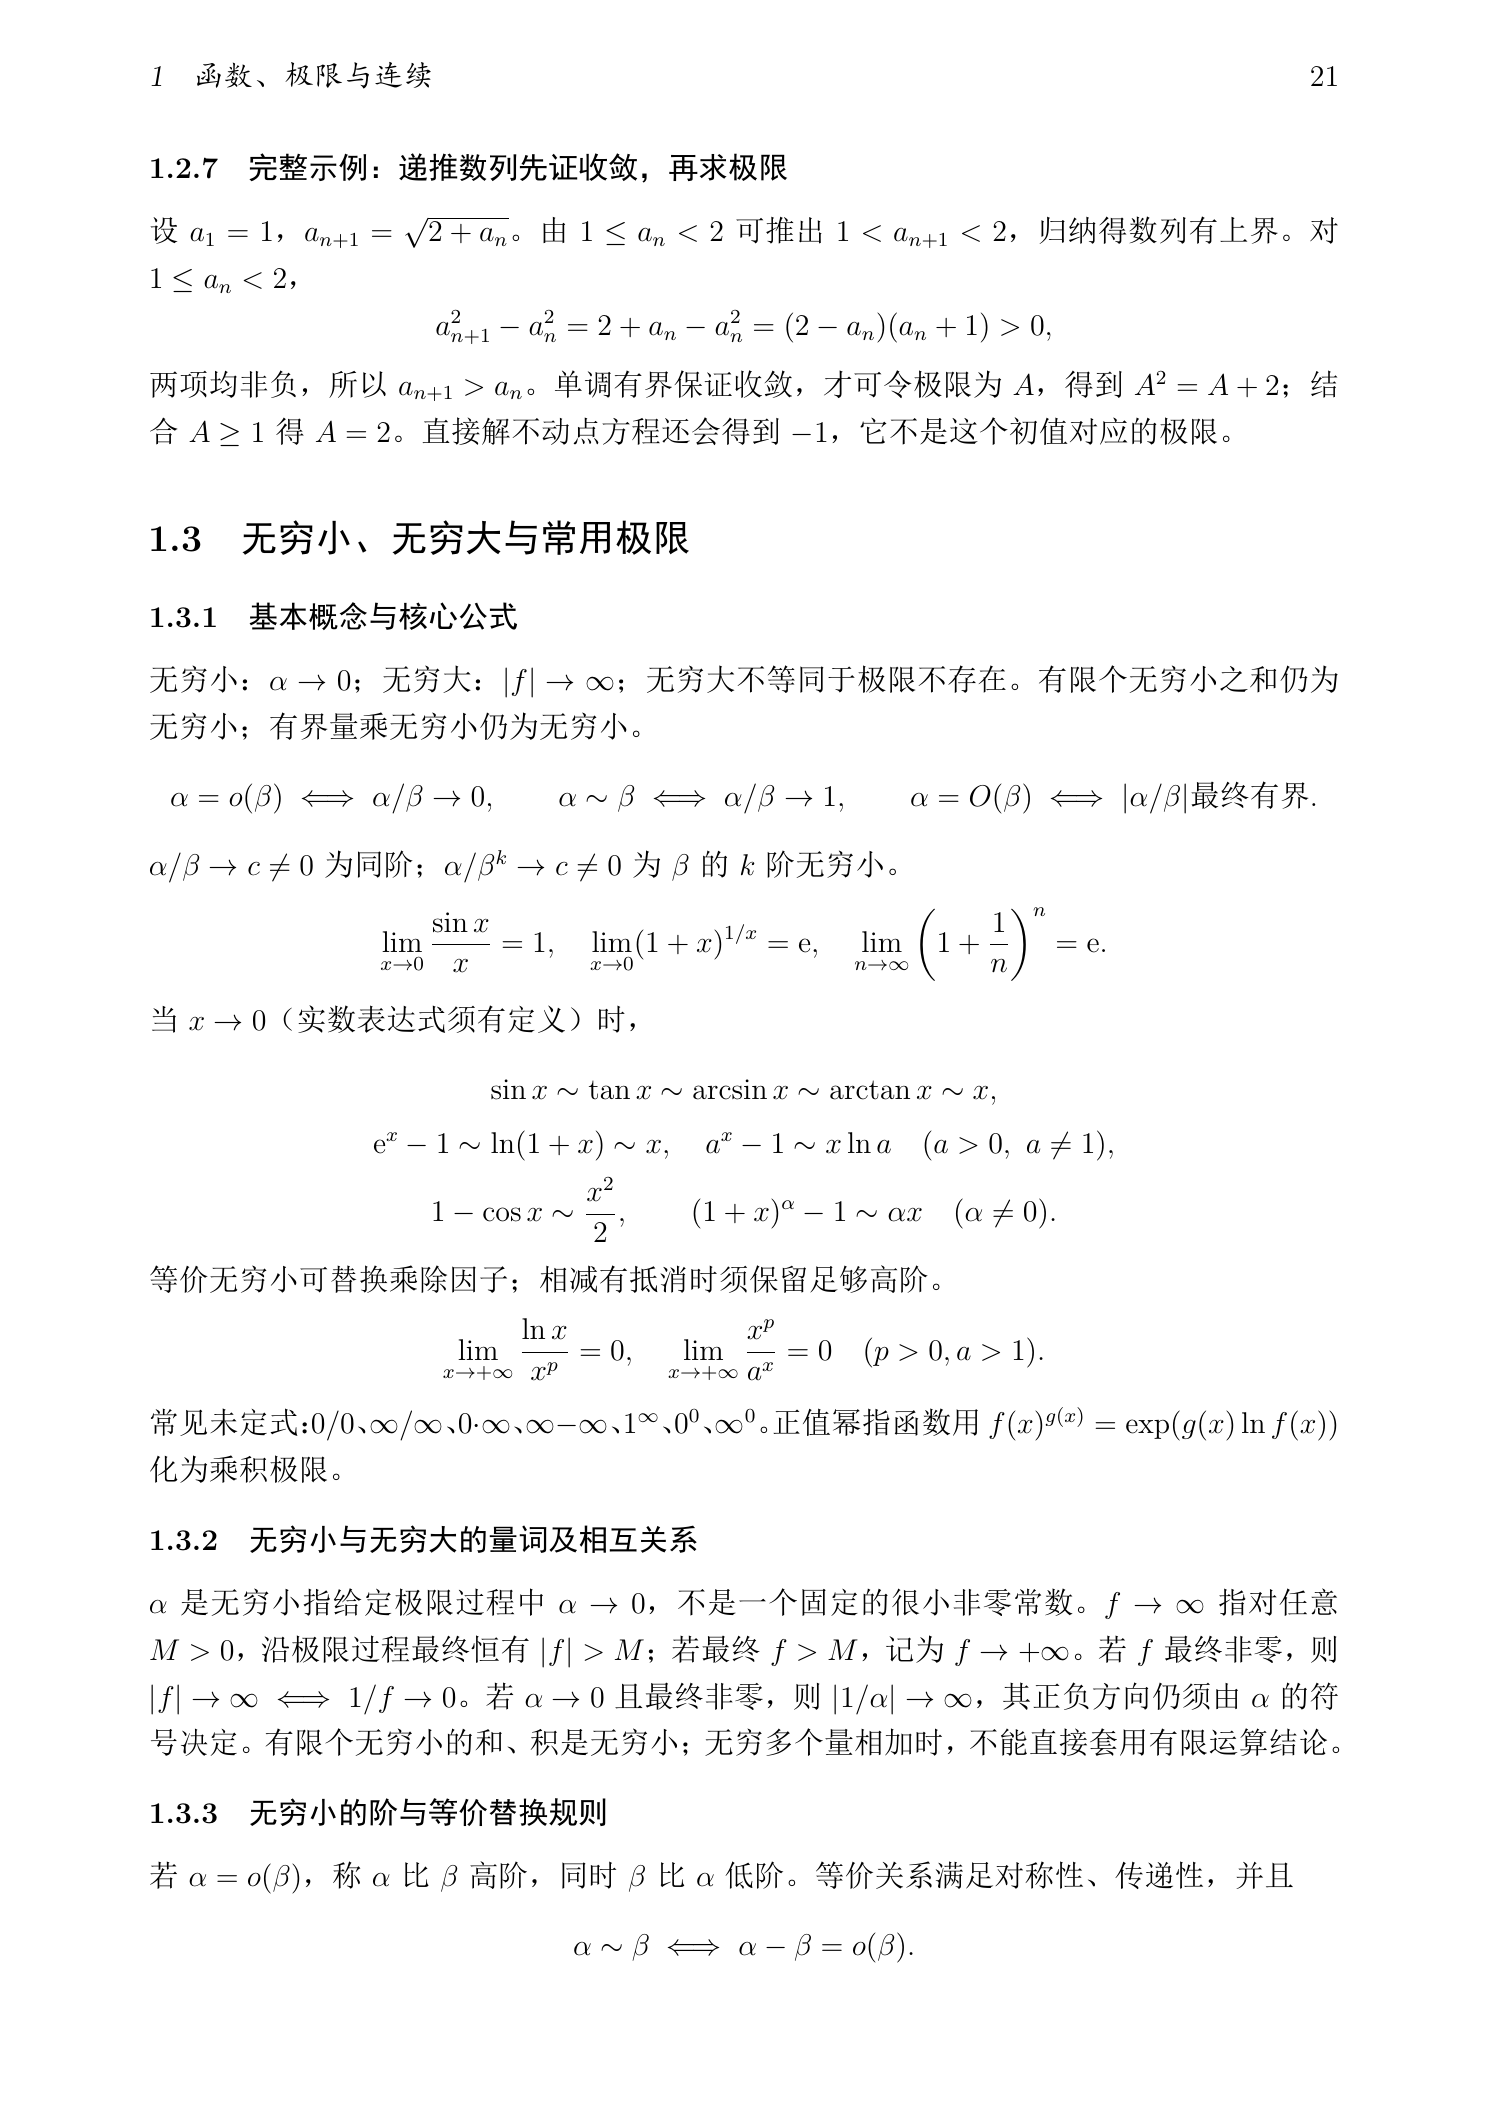 1 函数、极限与连续 21
1.2.7 完整示例：递推数列先证收敛，再求极限
设 $a_1 = 1$，$a_{n+1} = \sqrt{2 + a_n}$。由 $1 \leq a_n < 2$ 可推出 $1 < a_{n+1} < 2$，归纳得数列有上界。对
$1 \leq a_n < 2$，
$a_{n+1}^2 - a_n^2 = 2 + a_n - a_n^2 = (2 - a_n)(a_n + 1) > 0,$
两项均非负，所以 $a_{n+1} > a_n$。单调有界保证收敛，才可令极限为 $A$，得到 $A^2 = A + 2$；结
合 $A \geq 1$ 得 $A = 2$。直接解不动点方程还会得到 $-1$，它不是这个初值对应的极限。
1.3 无穷小、无穷大与常用极限
1.3.1 基本概念与核心公式
无穷小：$\alpha \to 0$；无穷大：$|f| \to \infty$；无穷大不等同于极限不存在。有限个无穷小之和仍为
无穷小；有界量乘无穷小仍为无穷小。
$\alpha = o(\beta) \iff \alpha/\beta \to 0, \quad \alpha \sim \beta \iff \alpha/\beta \to 1, \quad \alpha = O(\beta) \iff |\alpha/\beta|$最终有界.
$\alpha/\beta \to c \neq 0$ 为同阶；$\alpha/\beta^k \to c \neq 0$ 为 $\beta$ 的 $k$ 阶无穷小。
$\lim_{x \to 0} \frac{\sin x}{x} = 1, \quad \lim_{x \to 0} (1 + x)^{1/x} = \mathrm{e}, \quad \lim_{n \to \infty} \left(1 + \frac{1}{n}\right)^n = \mathrm{e}.$
当 $x \to 0$（实数表达式须有定义）时，
$\sin x \sim \tan x \sim \arcsin x \sim \arctan x \sim x,$
$\mathrm{e}^x - 1 \sim \ln(1 + x) \sim x, \quad a^x - 1 \sim x \ln a \quad (a > 0,\ a \neq 1),$
$1 - \cos x \sim \frac{x^2}{2}, \quad (1 + x)^\alpha - 1 \sim \alpha x \quad (\alpha \neq 0).$
等价无穷小可替换乘除因子；相减有抵消时须保留足够高阶。
$\lim_{x \to +\infty} \frac{\ln x}{x^p} = 0, \quad \lim_{x \to +\infty} \frac{x^p}{a^x} = 0 \quad (p > 0, a > 1).$
常见未定式：$0/0$、$\infty/\infty$、$0 \cdot \infty$、$\infty - \infty$、$1^\infty$、$0^0$、$\infty^0$。正值幂指函数用 $f(x)^{g(x)} = \exp(g(x) \ln f(x))$
化为乘积极限。
1.3.2 无穷小与无穷大的量词及相互关系
$\alpha$ 是无穷小指给定极限过程中 $\alpha \to 0$，不是一个固定的很小非零常数。$f \to \infty$ 指对任意
$M > 0$，沿极限过程最终恒有 $|f| > M$；若最终 $f > M$，记为 $f \to +\infty$。若 $f$ 最终非零，则
$|f| \to \infty \iff 1/f \to 0$。若 $\alpha \to 0$ 且最终非零，则 $|1/\alpha| \to \infty$，其正负方向仍须由 $\alpha$ 的符
号决定。有限个无穷小的和、积是无穷小；无穷多个量相加时，不能直接套用有限运算结论。
1.3.3 无穷小的阶与等价替换规则
若 $\alpha = o(\beta)$，称 $\alpha$ 比 $\beta$ 高阶，同时 $\beta$ 比 $\alpha$ 低阶。等价关系满足对称性、传递性，并且
$\alpha \sim \beta \iff \alpha - \beta = o(\beta).$